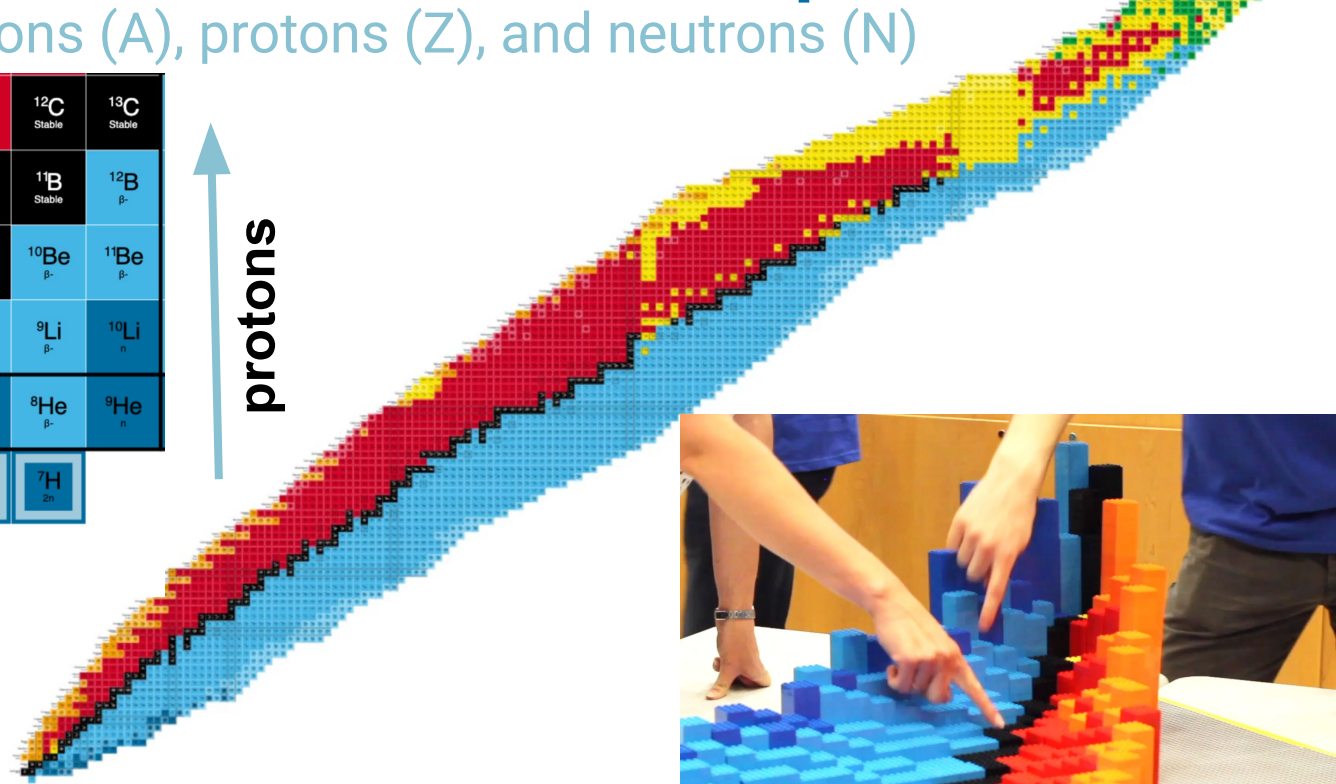 ons (A), protons (Z), and neutrons (N)
12C
Stable
13C
Stable
11B
Stable
12B
β-
10Be
β-
11Be
β-
9Li
β-
10Li
n
8He
β-
9He
n
7H
2n
protons